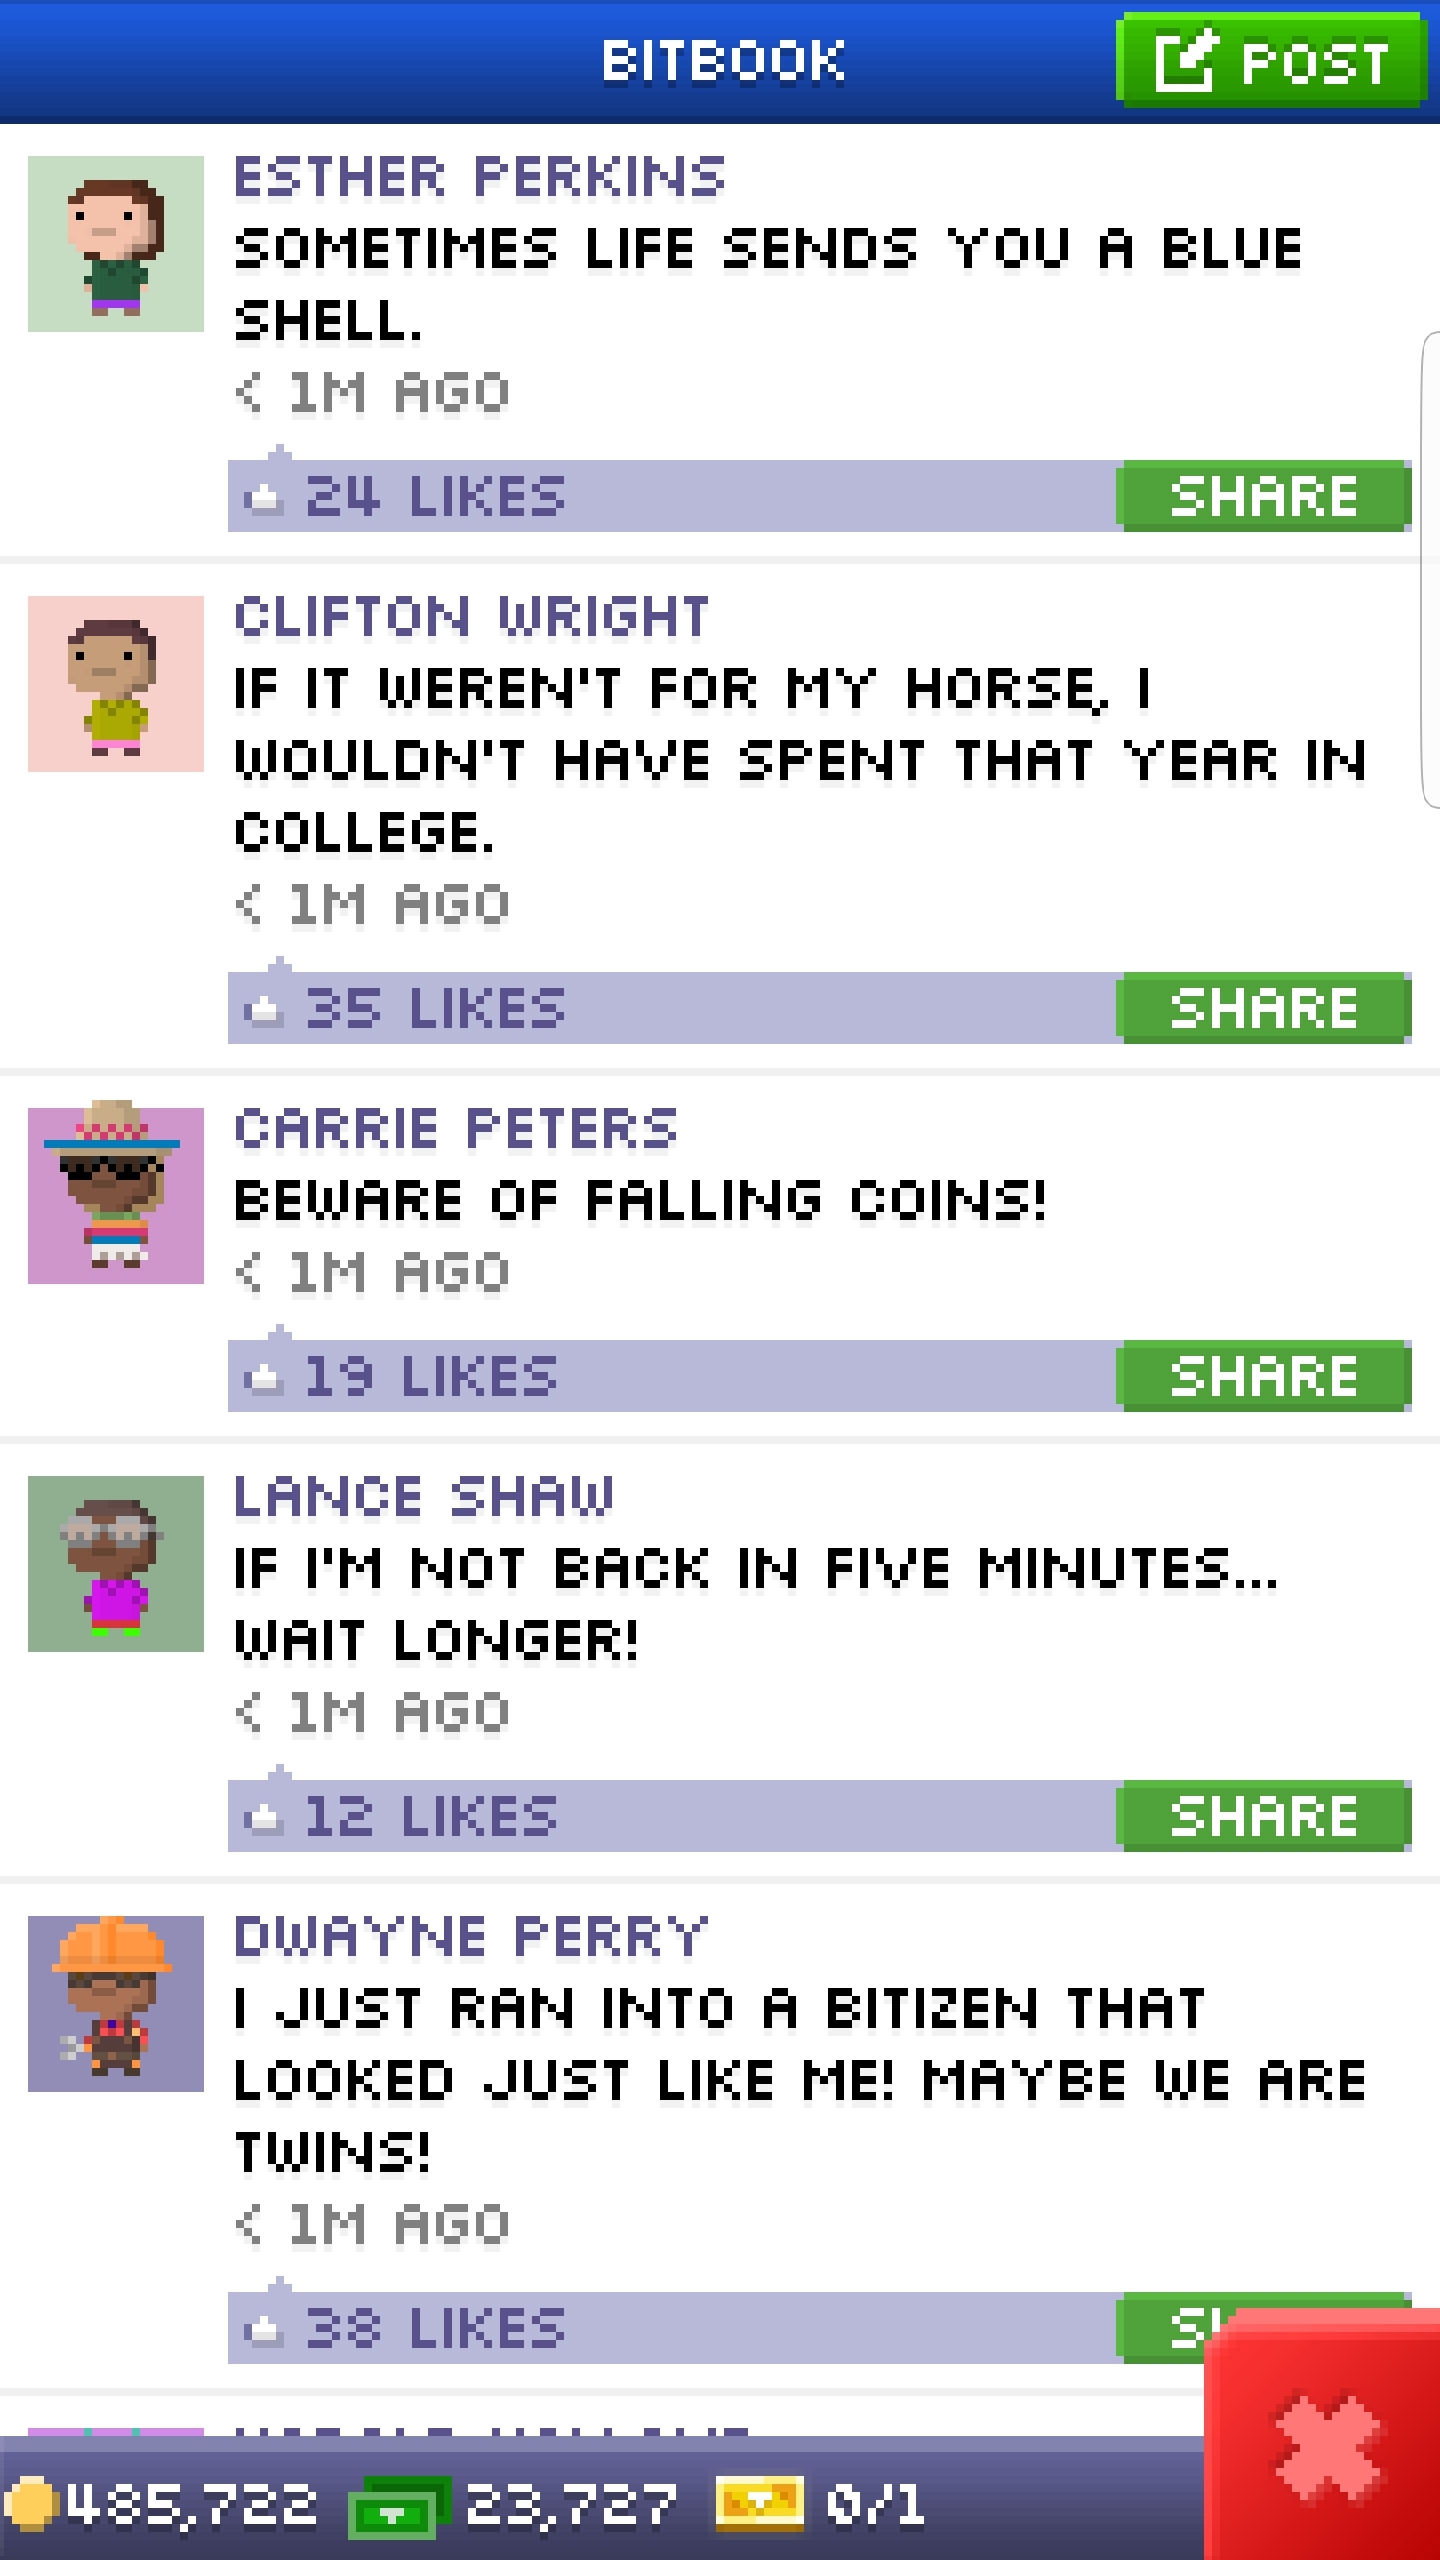 BITBOOK
POST
ESTHER PERKINS
SOMETIMES LIFE SENDS YOU A BLUE
SHELL.
< 1M AGO
24 LIKES
SHARE
CLIFTON WRIGHT
IF IT WEREN'T FOR MY HORSE, I
WOULDN'T HAVE SPENT THAT YEAR IN
COLLEGE.
< 1M AGO
35 LIKES
SHARE
CARRIE PETERS
BEWARE OF FALLING COINS!
< 1M AGO
19 LIKES
SHARE
LANCE SHAW
IF I'M NOT BACK IN FIVE MINUTES...
WAIT LONGER!
< 1M AGO
12 LIKES
SHARE
DWAYNE PERRY
I JUST RAN INTO A BITIZEN THAT
LOOKED JUST LIKE ME! MAYBE WE ARE
TWINS!
< 1M AGO
38 LIKES
485,722
23,727
0/1